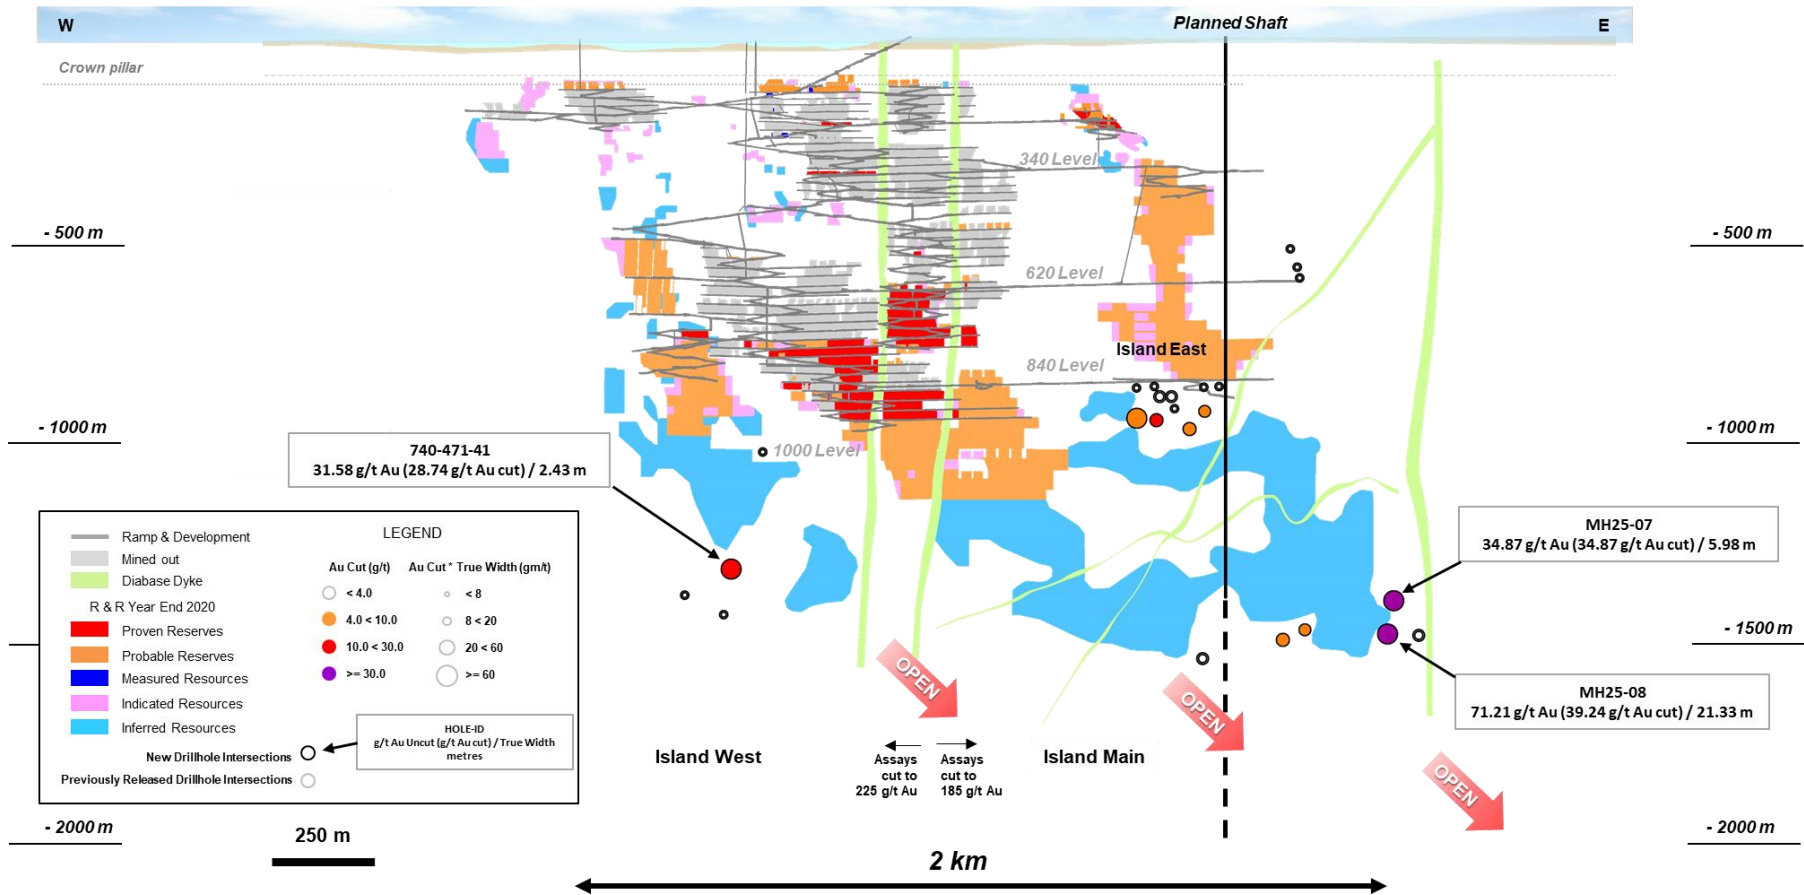 W
Planned Shaft
E
Crown pillar
340 Level
- 500 m
- 500 m
620 Level
Island East
840 Level
- 1000 m
- 1000 m
1000 Level
740-471-41
31.58 g/t Au (28.74 g/t Au cut) / 2.43 m
MH25-07
34.87 g/t Au (34.87 g/t Au cut) / 5.98 m
- 1500 m
MH25-08
71.21 g/t Au (39.24 g/t Au cut) / 21.33 m
LEGEND
Ramp & Development
Mined out
Diabase Dyke
R & R Year End 2020
Proven Reserves
Probable Reserves
Measured Resources
Indicated Resources
Inferred Resources
Au Cut (g/t)
< 4.0
4.0 < 10.0
10.0 < 30.0
>= 30.0
Au Cut * True Width (gm/t)
< 8
8 < 20
20 < 60
>= 60
New Drillhole Intersections
Previously Released Drillhole Intersections
HOLE-ID
g/t Au Uncut (g/t Au cut) / True Width
metres
OPEN
OPEN
OPEN
Island West
Assays
cut to
225 g/t Au
Assays
cut to
185 g/t Au
Island Main
- 2000 m
- 2000 m
250 m
2 km